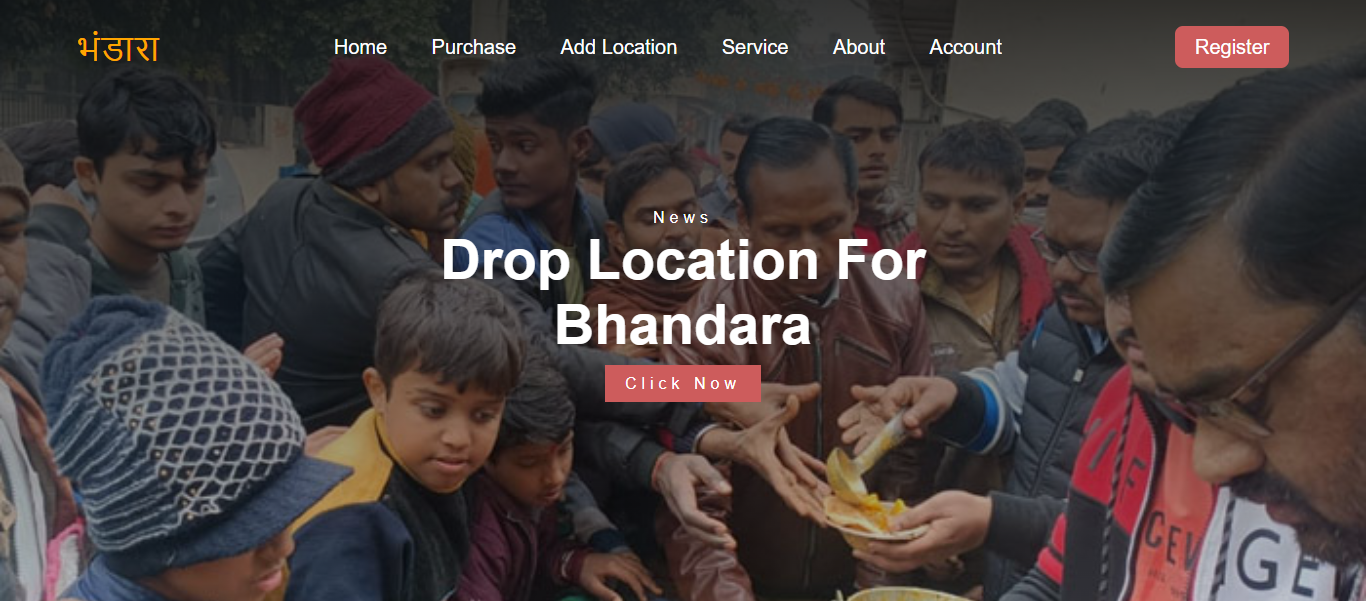 भंडारा
Home Purchase Add Location Service About Account
Register
News
Drop Location For
Bhandara
Click Now